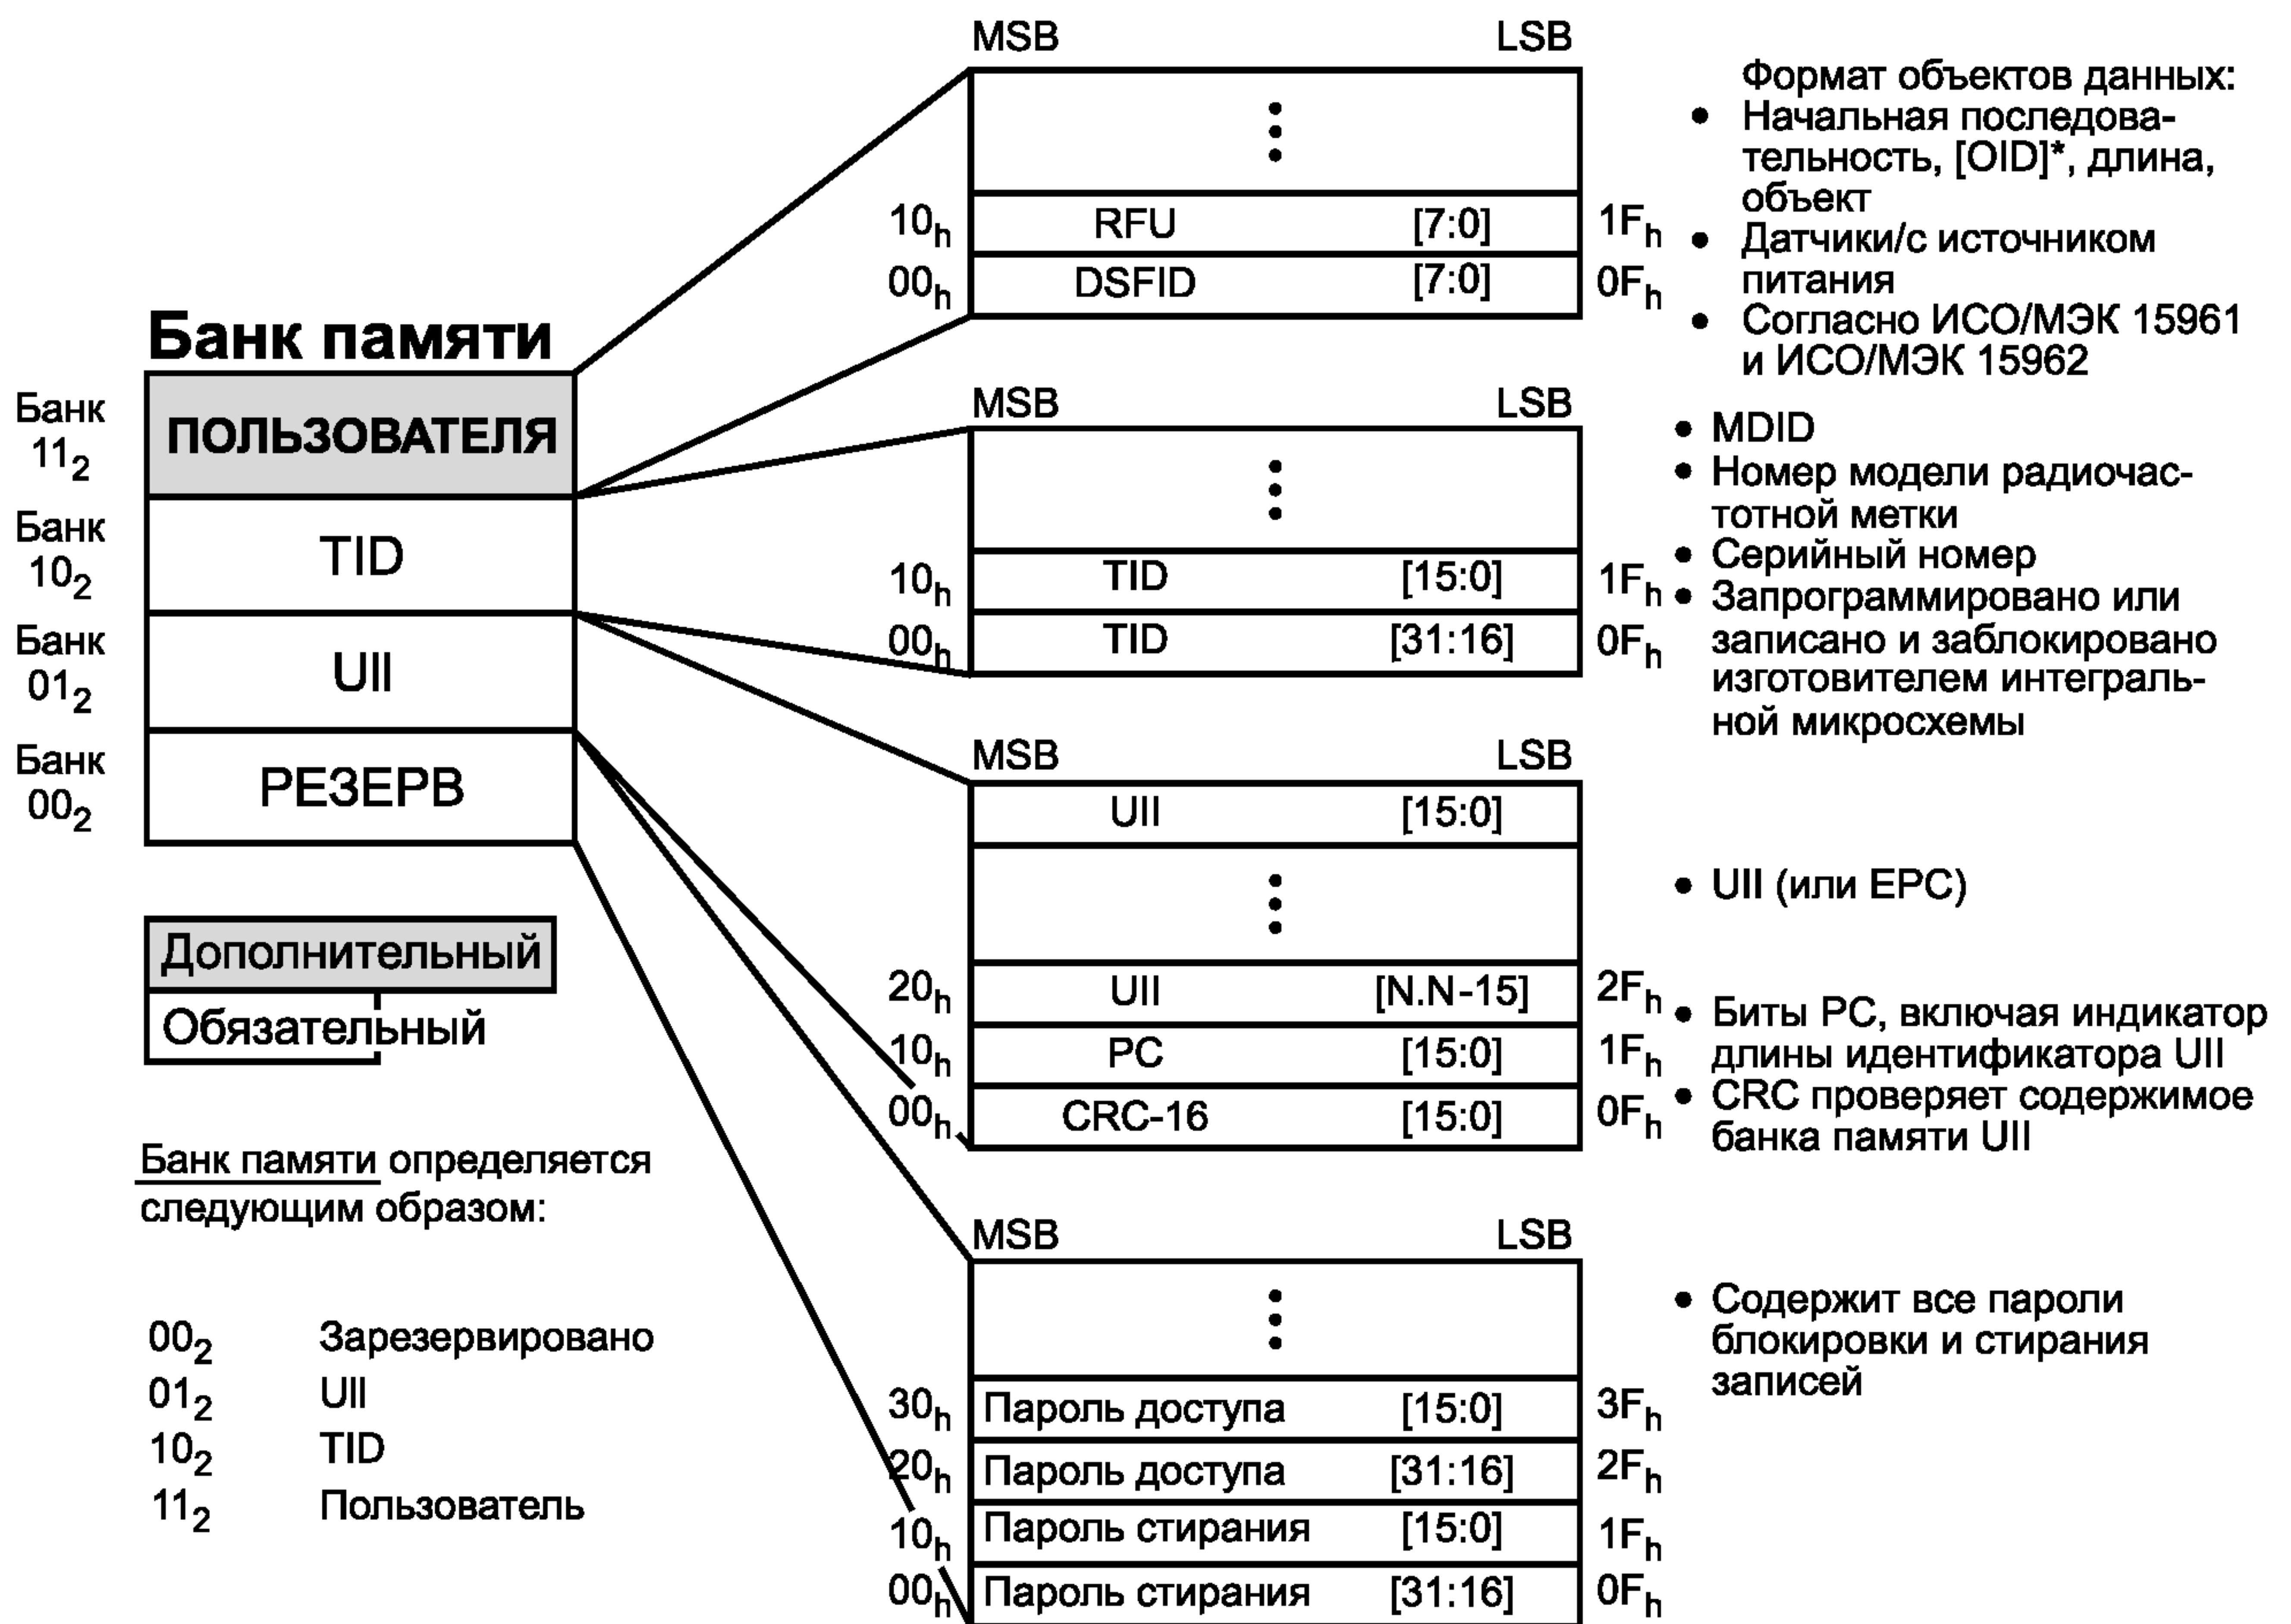 Банк памяти
Банк 11₂
ПОЛЬЗОВАТЕЛЯ
Банк 10₂
TID
Банк 01₂
UII
Банк 00₂
РЕЗЕРВ
Дополнительный
Обязательный
Банк памяти определяется
следующим образом:
00₂ Зарезервировано
01₂ UII
10₂ TID
11₂ Пользователь
MSB LSB
10h RFU [7:0] 1Fh
00h DSFID [7:0] 0Fh
Формат объектов данных:
• Начальная последова-
тельность, [OID]*, длина,
объект
• Датчики/с источником
питания
• Согласно ИСО/МЭК 15961
и ИСО/МЭК 15962
MSB LSB
10h TID [15:0] 1Fh
00h TID [31:16] 0Fh
• MDID
• Номер модели радиочас-
тотной метки
• Серийный номер
• Запрограммировано или
записано и заблокировано
изготовителем интеграль-
ной микросхемы
MSB LSB
UII [15:0]
20h UII [N.N-15] 2Fh
10h PC [15:0] 1Fh
00h CRC-16 [15:0] 0Fh
• UII (или EPC)
• Биты PC, включая индикатор
длины идентификатора UII
• CRC проверяет содержимое
банка памяти UII
MSB LSB
30h Пароль доступа [15:0] 3Fh
20h Пароль доступа [31:16] 2Fh
10h Пароль стирания [15:0] 1Fh
00h Пароль стирания [31:16] 0Fh
• Содержит все пароли
блокировки и стирания
записей